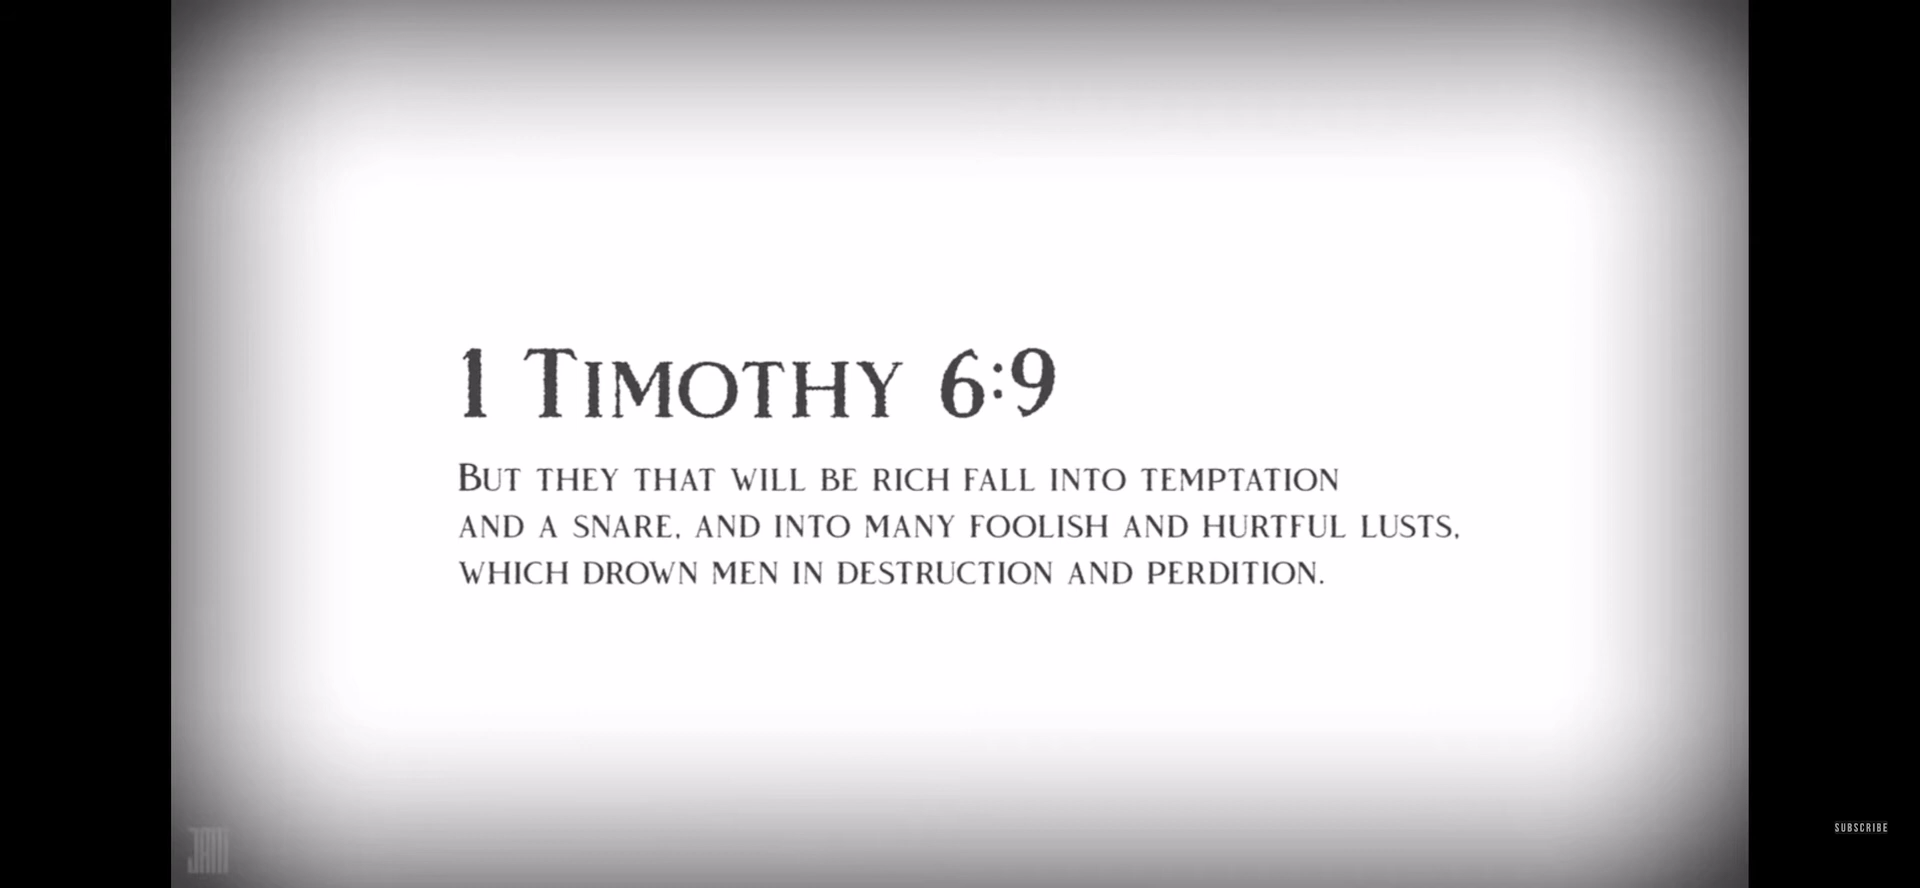 1 Timothy 6:9
But they that will be rich fall into temptation
and a snare, and into many foolish and hurtful lusts,
which drown men in destruction and perdition.
SUBSCRIBE